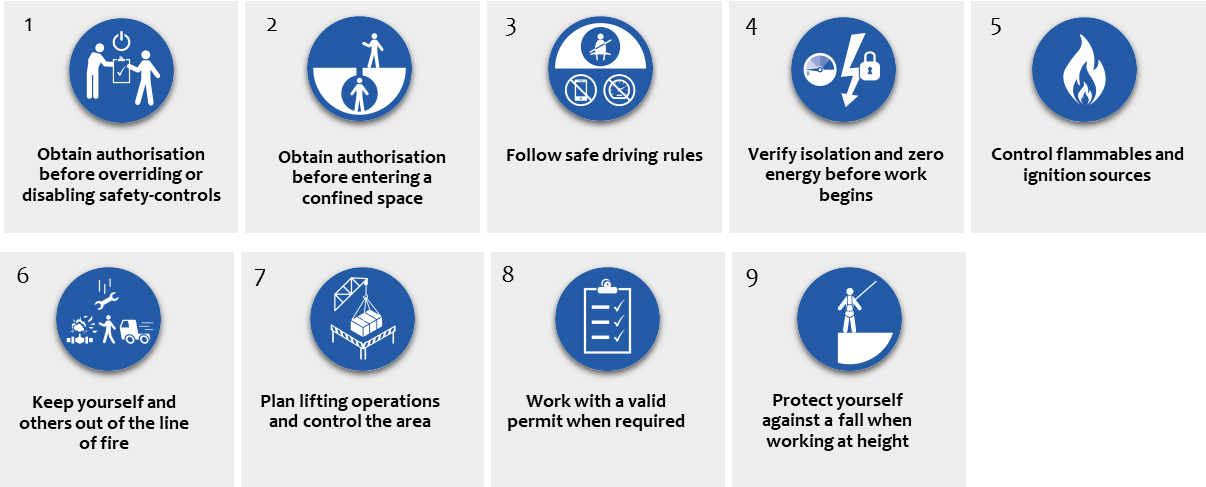 1
Obtain authorisation
before overriding or
disabling safety-controls
2
Obtain authorisation
before entering a
confined space
3
Follow safe driving rules
4
Verify isolation and zero
energy before work
begins
5
Control flammables and
ignition sources
6
Keep yourself and
others out of the line
of fire
7
Plan lifting operations
and control the area
8
Work with a valid
permit when required
9
Protect yourself
against a fall when
working at height